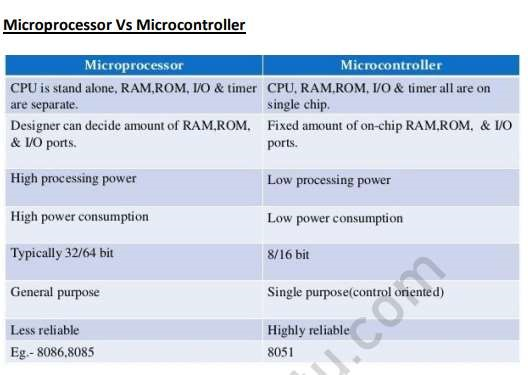 Microprocessor Vs Microcontroller
Microprocessor Microcontroller
CPU is stand alone, RAM,ROM, I/O & timer
are separate.
CPU, RAM,ROM, I/O & timer all are on
single chip.
Designer can decide amount of RAM,ROM,
& I/O ports.
Fixed amount of on-chip RAM,ROM, & I/O
ports.
High processing power
Low processing power
High power consumption
Low power consumption
Typically 32/64 bit
8/16 bit
General purpose
Single purpose(control oriented)
Less reliable
Highly reliable
Eg.- 8086,8085
8051
u.com